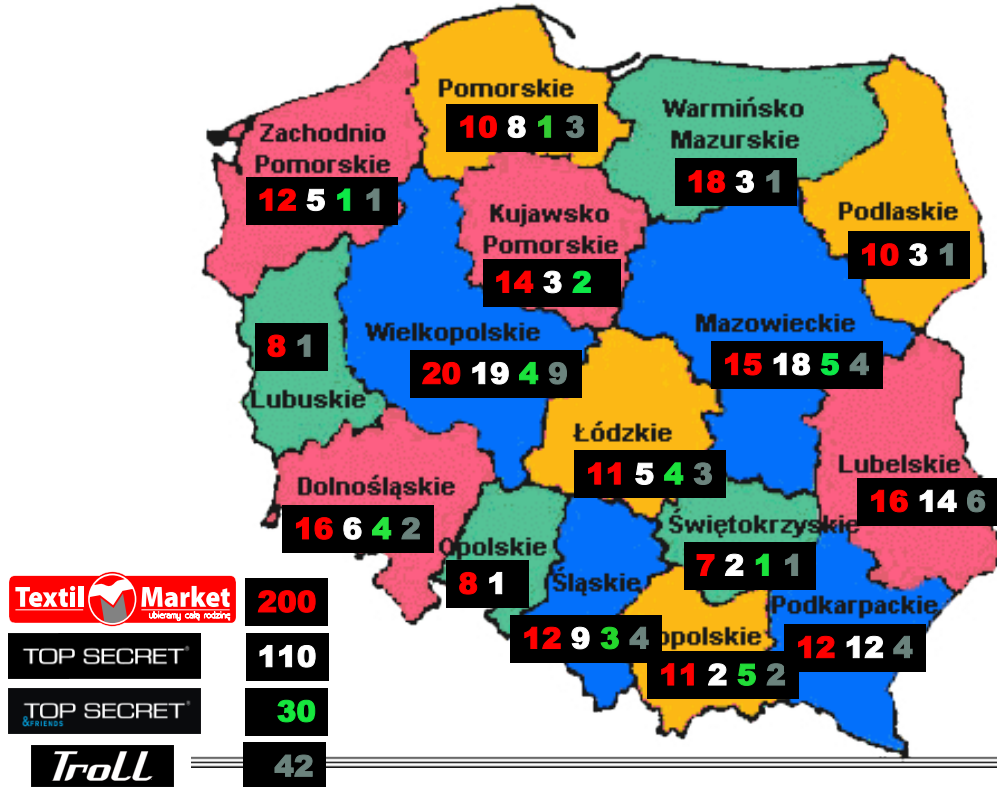 Pomorskie
10 8 1 3
Warmińsko
Mazurskie
18 3 1
Zachodnio
Pomorskie
12 5 1 1
Kujawsko
Pomorskie
14 3 2
Podlaskie
10 3 1
8 1
Lubuskie
Wielkopolskie
20 19 4 9
Mazowieckie
15 18 5 4
Łódzkie
11 5 4 3
Lubelskie
16 14 6
Dolnośląskie
16 6 4 2
Opolskie
8 1
Śląskie
12 9 3 4
Świętokrzyskie
7 2 1 1
opolskie
11 2 5 2
Podkarpackie
12 12 4
Textil Market
ubieramy całą rodzinę
200
TOP SECRET®
110
TOP SECRET®
&FRIENDS
30
TROLL
42